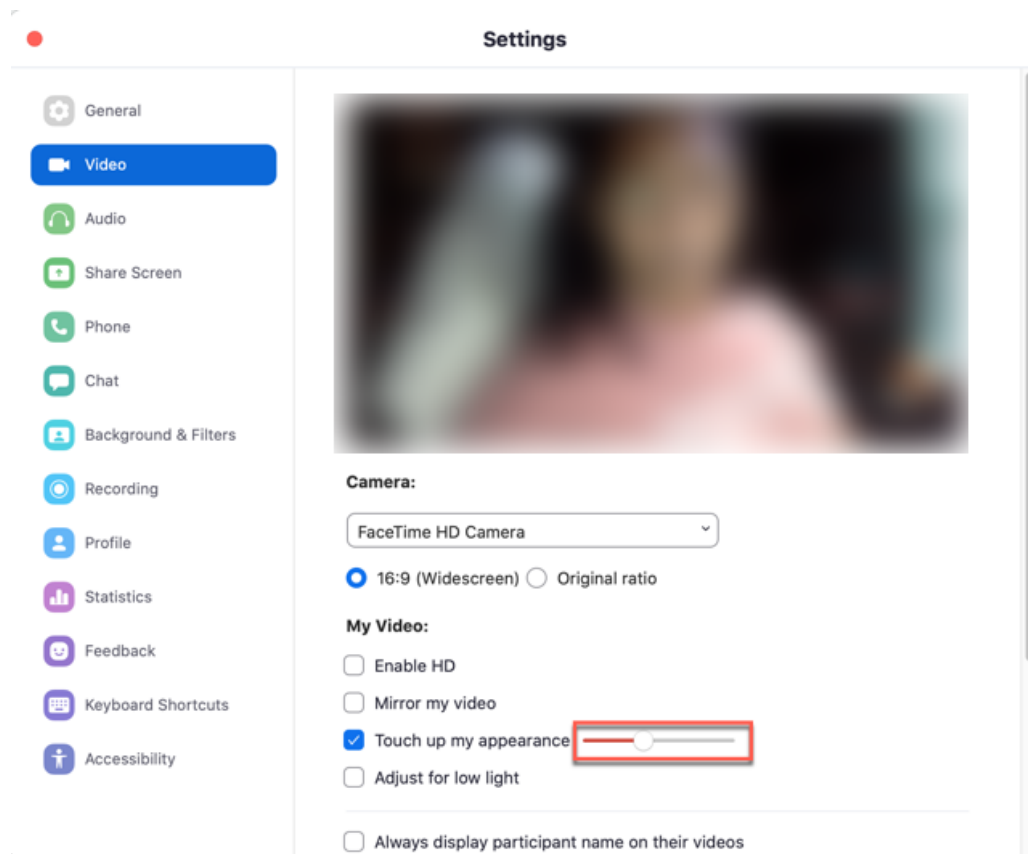 Settings
General
Video
Audio
Share Screen
Phone
Chat
Background & Filters
Recording
Profile
Statistics
Feedback
Keyboard Shortcuts
Accessibility
Camera:
FaceTime HD Camera
16:9 (Widescreen) Original ratio
My Video:
Enable HD
Mirror my video
Touch up my appearance
Adjust for low light
Always display participant name on their videos